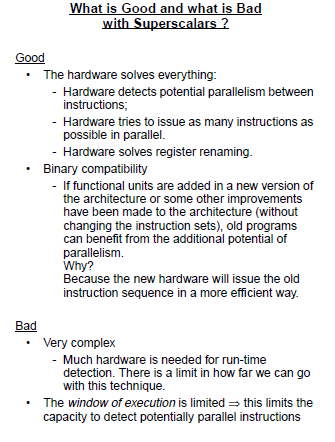 What is Good and what is Bad
with Superscalars ?
Good
• The hardware solves everything:
- Hardware detects potential parallelism between
instructions;
- Hardware tries to issue as many instructions as
possible in parallel.
- Hardware solves register renaming.
• Binary compatibility
- If functional units are added in a new version of
the architecture or some other improvements
have been made to the architecture (without
changing the instruction sets), old programs
can benefit from the additional potential of
parallelism.
Why?
Because the new hardware will issue the old
instruction sequence in a more efficient way.
Bad
• Very complex
- Much hardware is needed for run-time
detection. There is a limit in how far we can go
with this technique.
• The window of execution is limited ⇒ this limits the
capacity to detect potentially parallel instructions